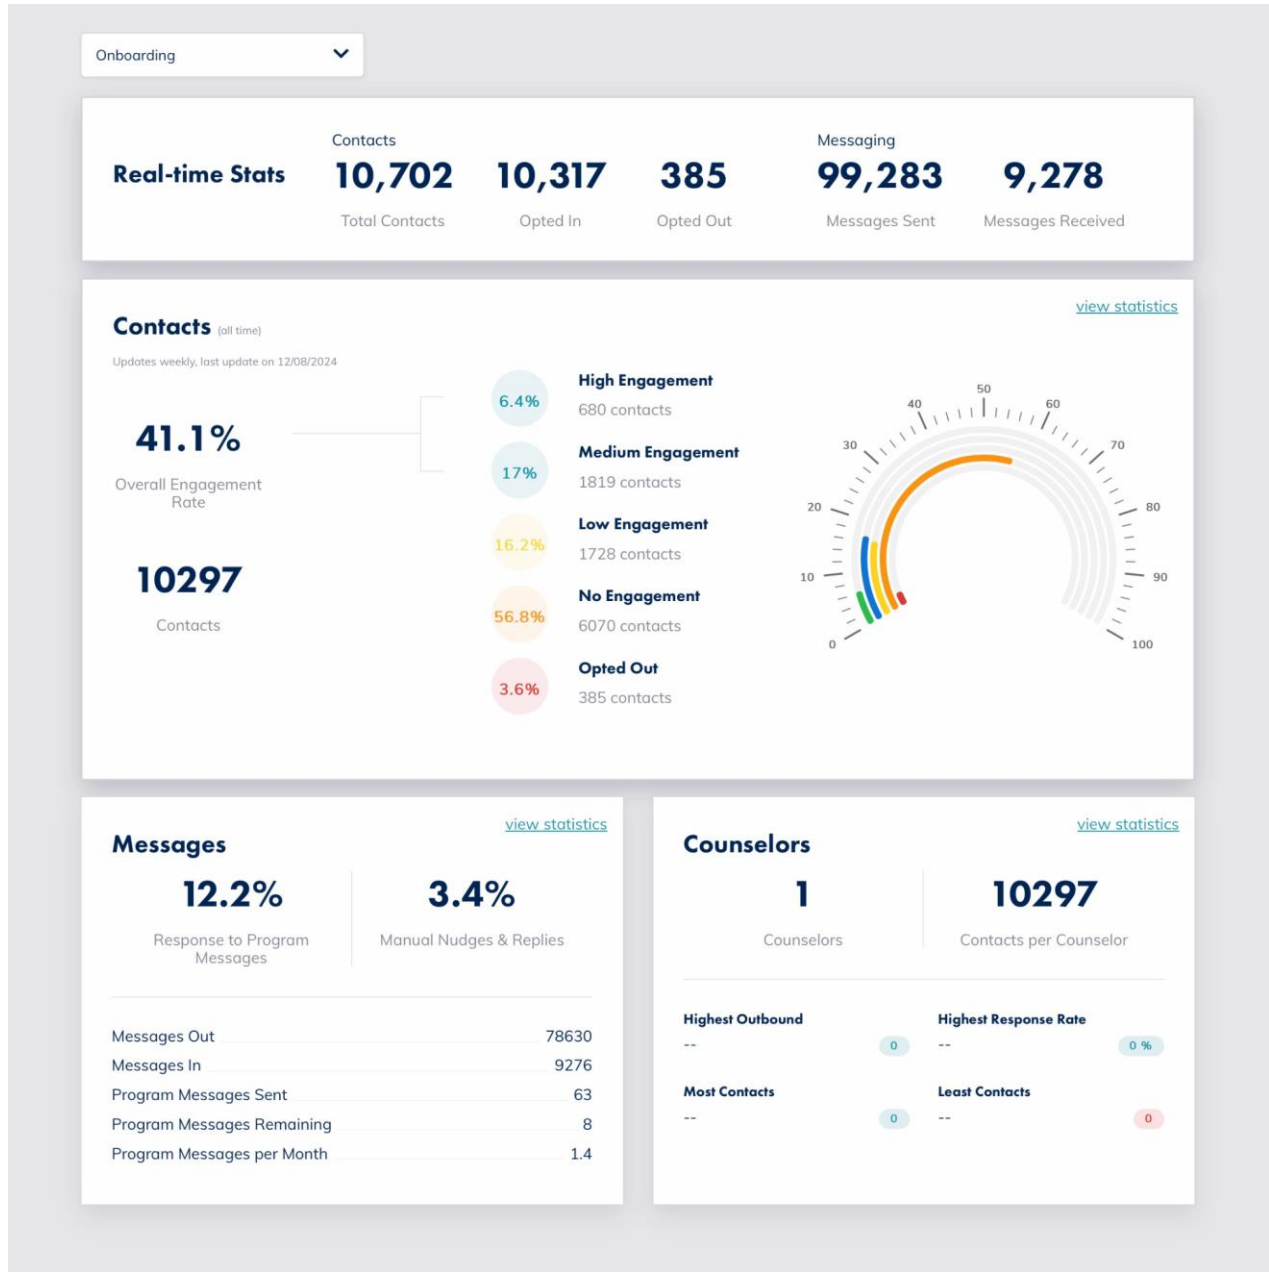 Onboarding
Real-time Stats
Contacts
10,702
Total Contacts
10,317
Opted In
385
Opted Out
Messaging
99,283
Messages Sent
9,278
Messages Received
view statistics
Contacts (all time)
Updates weekly, last update on 12/08/2024
41.1%
Overall Engagement
Rate
10297
Contacts
6.4%
High Engagement
680 contacts
17%
Medium Engagement
1819 contacts
16.2%
Low Engagement
1728 contacts
56.8%
No Engagement
6070 contacts
3.6%
Opted Out
385 contacts
0
10
20
30
40
50
60
70
80
90
100
view statistics
Messages
12.2%
Response to Program
Messages
3.4%
Manual Nudges & Replies
Messages Out 78630
Messages In 9276
Program Messages Sent 63
Program Messages Remaining 8
Program Messages per Month 1.4
view statistics
Counselors
1
Counselors
10297
Contacts per Counselor
Highest Outbound
-- 0
Highest Response Rate
-- 0 %
Most Contacts
-- 0
Least Contacts
-- 0